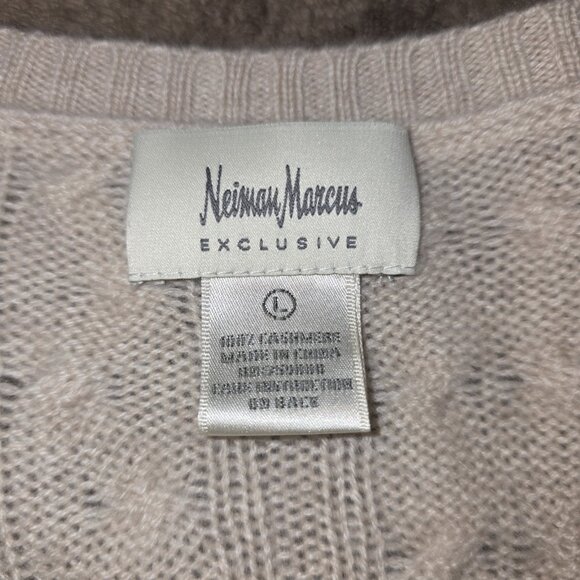 Neiman Marcus
EXCLUSIVE
L
100% CASHMERE
MADE IN CHINA
CARE INSTRUCTION
ON BACK